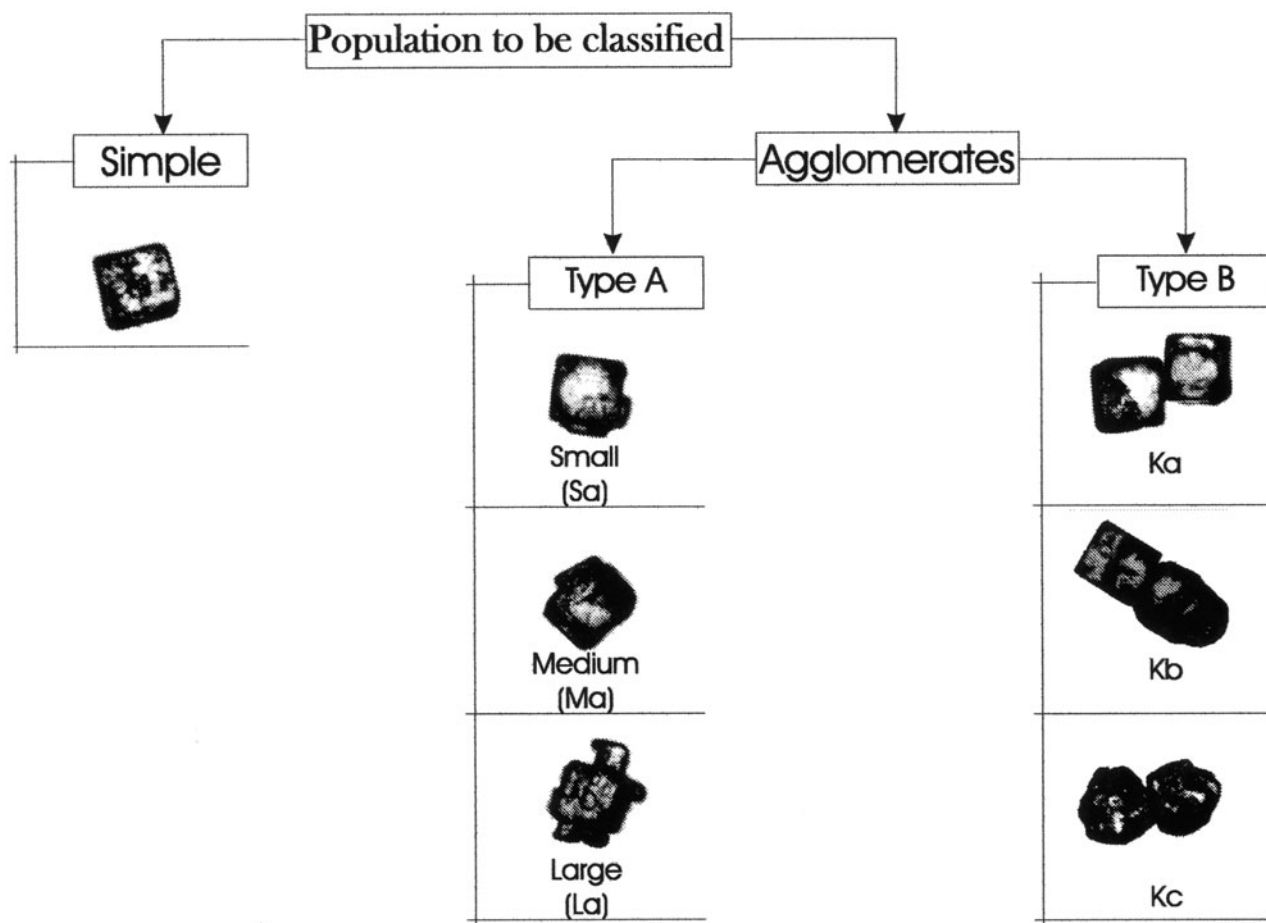 Population to be classified
Simple
Agglomerates
Type A
Type B
Small
(Sa)
Ka
Medium
(Ma)
Kb
Large
(La)
Kc